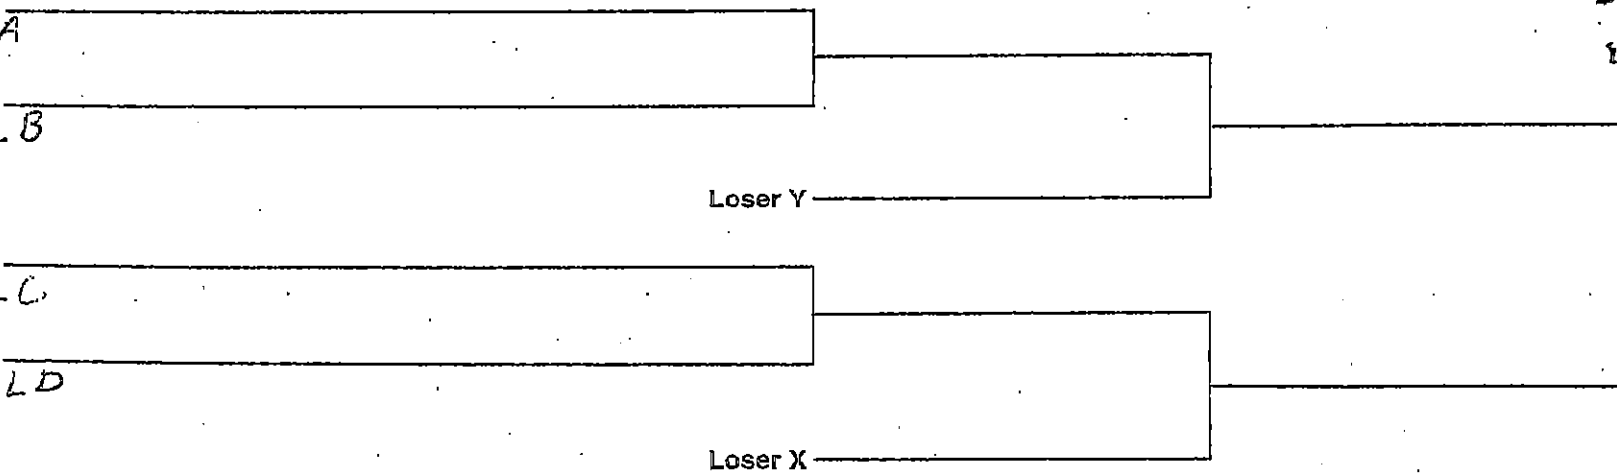 A
. B
Loser Y
- C.
L D
Loser X